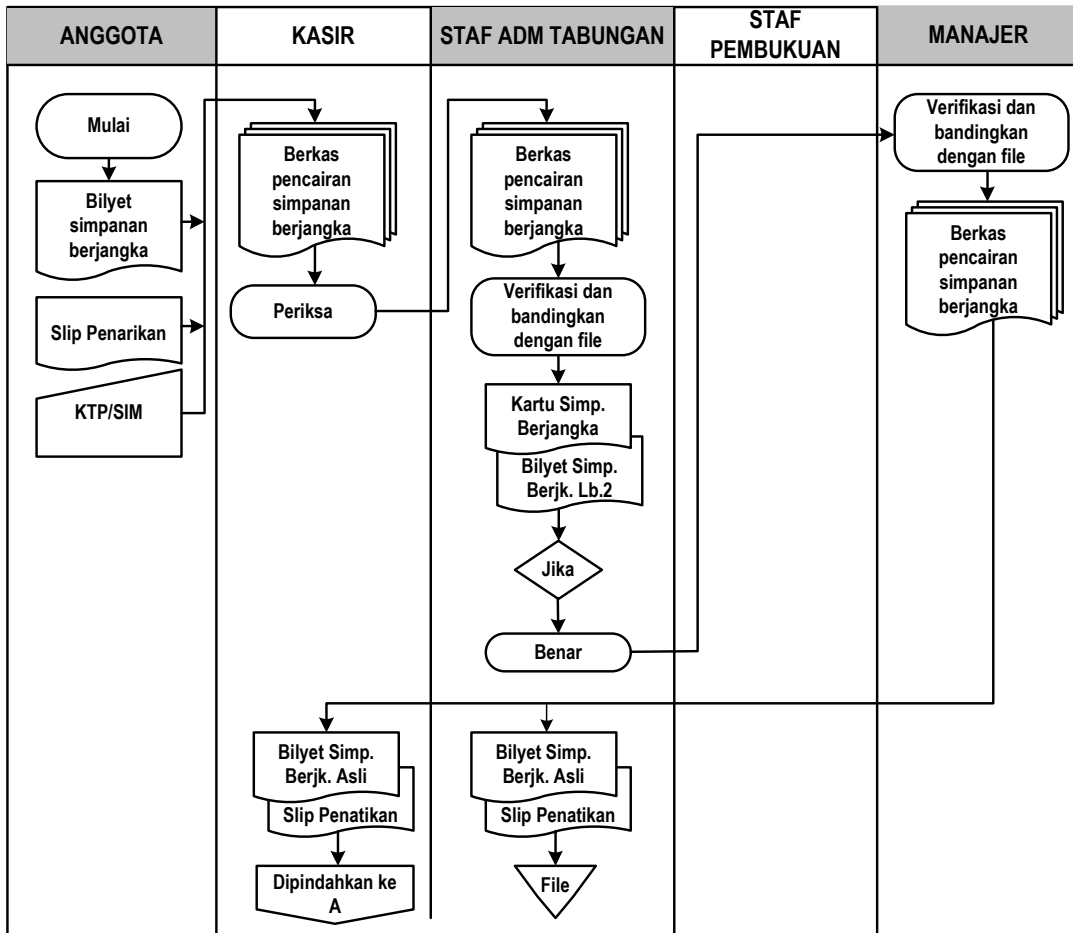 ANGGOTA
KASIR
STAF ADM TABUNGAN
STAF
PEMBUKUAN
MANAJER
Mulai
Bilyet
simpanan
berjangka
Slip Penarikan
KTP/SIM
Berkas
pencairan
simpanan
berjangka
Periksa
Berkas
pencairan
simpanan
berjangka
Verifikasi dan
bandingkan
dengan file
Kartu Simp.
Berjangka
Bilyet Simp.
Berjk. Lb.2
Jika
Benar
Verifikasi dan
bandingkan
dengan file
Berkas
pencairan
simpanan
berjangka
Bilyet Simp.
Berjk. Asli
Slip Penatikan
Dipindahkan ke
A
Bilyet Simp.
Berjk. Asli
Slip Penatikan
File